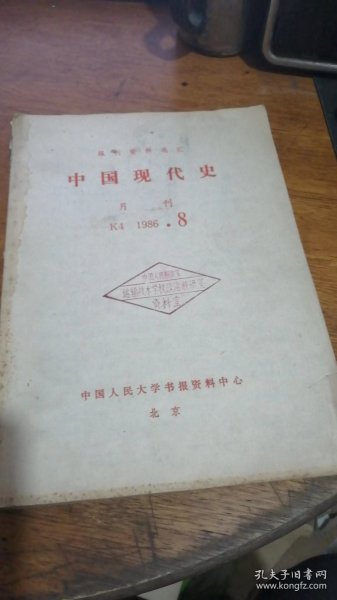 报刊资料选汇
中国现代史
月刊
K4 1986.8
资料室
中国人民大学书报资料中心
北京
孔夫子旧书网
www.kongfz.com